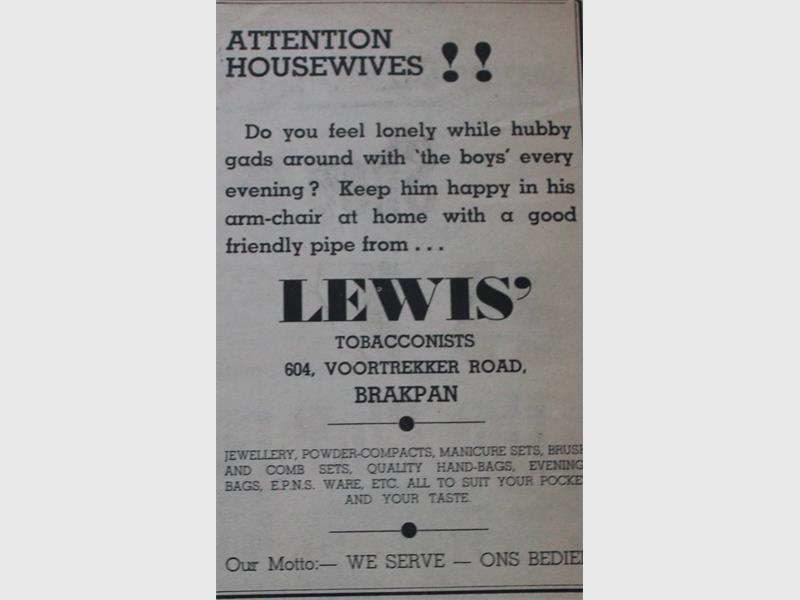 ATTENTION
HOUSEWIVES !!
Do you feel lonely while hubby
gads around with 'the boys' every
evening? Keep him happy in his
arm-chair at home with a good
friendly pipe from ...
LEWIS'
TOBACCONISTS
604, VOORTREKKER ROAD,
BRAKPAN
JEWELLERY, POWDER-COMPACTS, MANICURE SETS, BRUSH
AND COMB SETS, QUALITY HAND-BAGS, EVENING
BAGS, E.P.N.S. WARE, ETC. ALL TO SUIT YOUR POCKE
AND YOUR TASTE.
Our Motto:— WE SERVE — ONS BEDIE